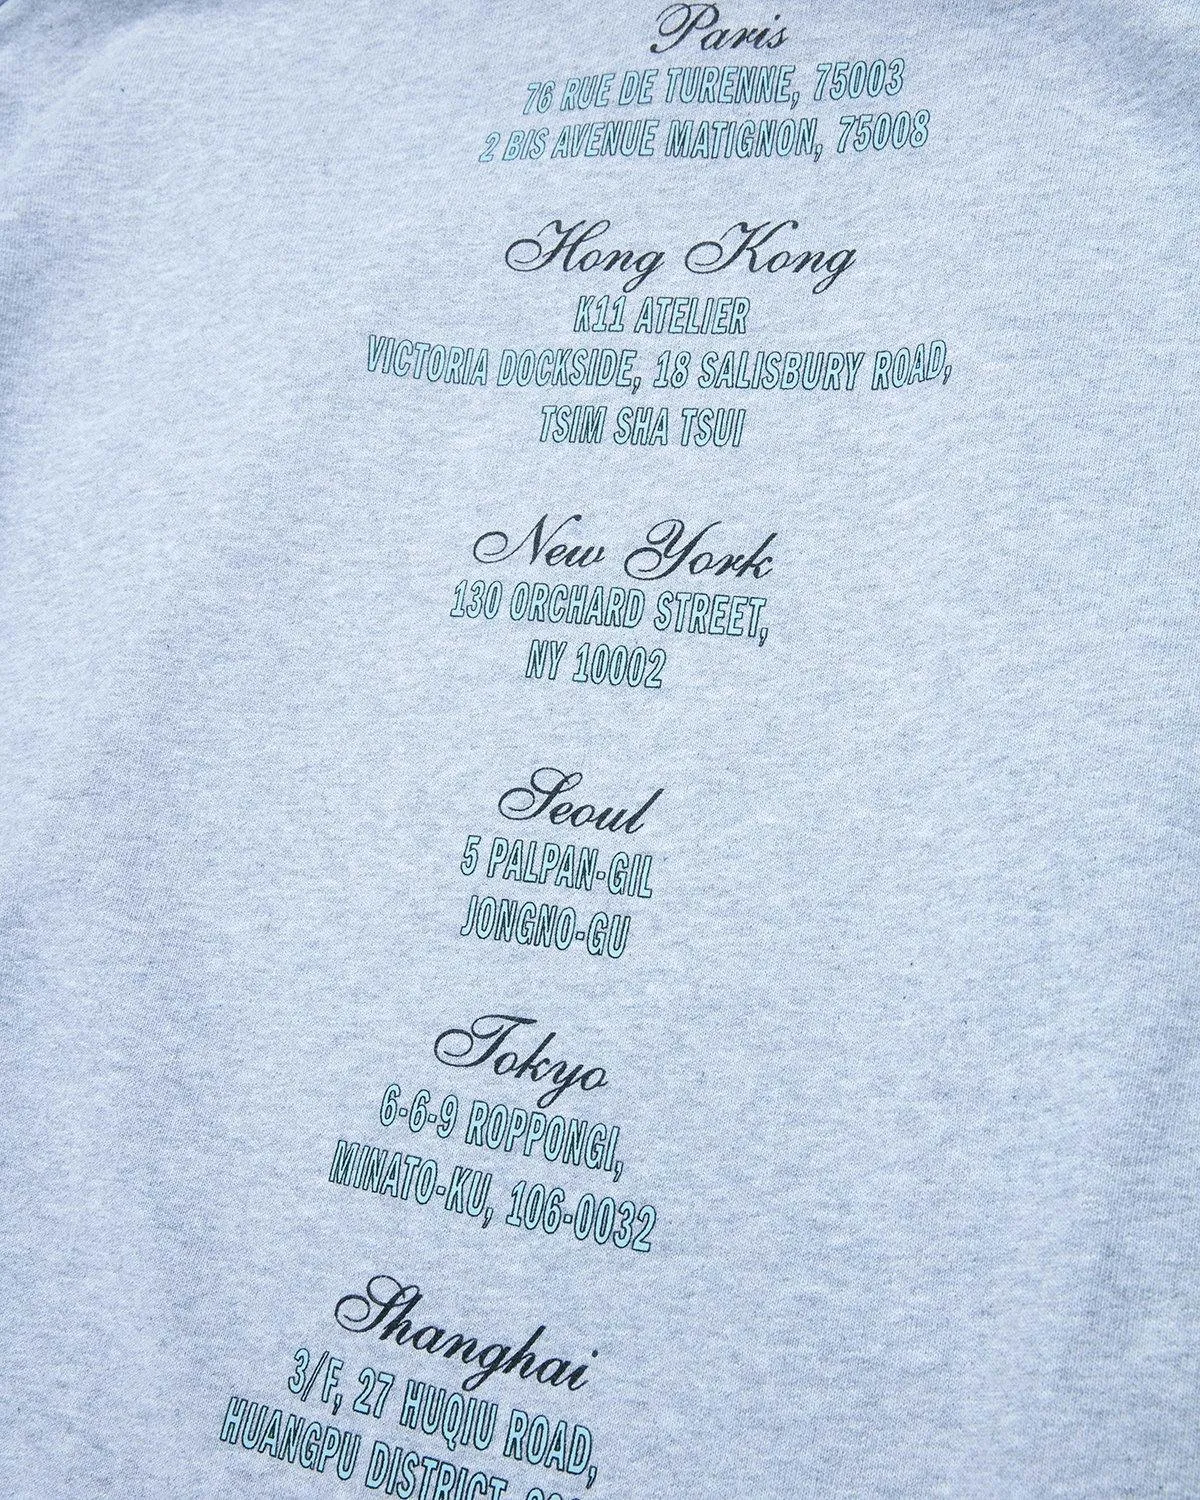 Paris
76 RUE DE TURENNE, 75003
2 BIS AVENUE MATIGNON, 75008
Hong Kong
K11 ATELIER
VICTORIA DOCKSIDE, 18 SALISBURY ROAD,
TSIM SHA TSUI
New York
130 ORCHARD STREET,
NY 10002
Seoul
5 PALPAN-GIL
JONGNO-GU
Tokyo
6-6-9 ROPPONGI,
MINATO-KU, 106-0032
Shanghai
3/F, 27 HUQIU ROAD,
HUANGPU DISTRICT,